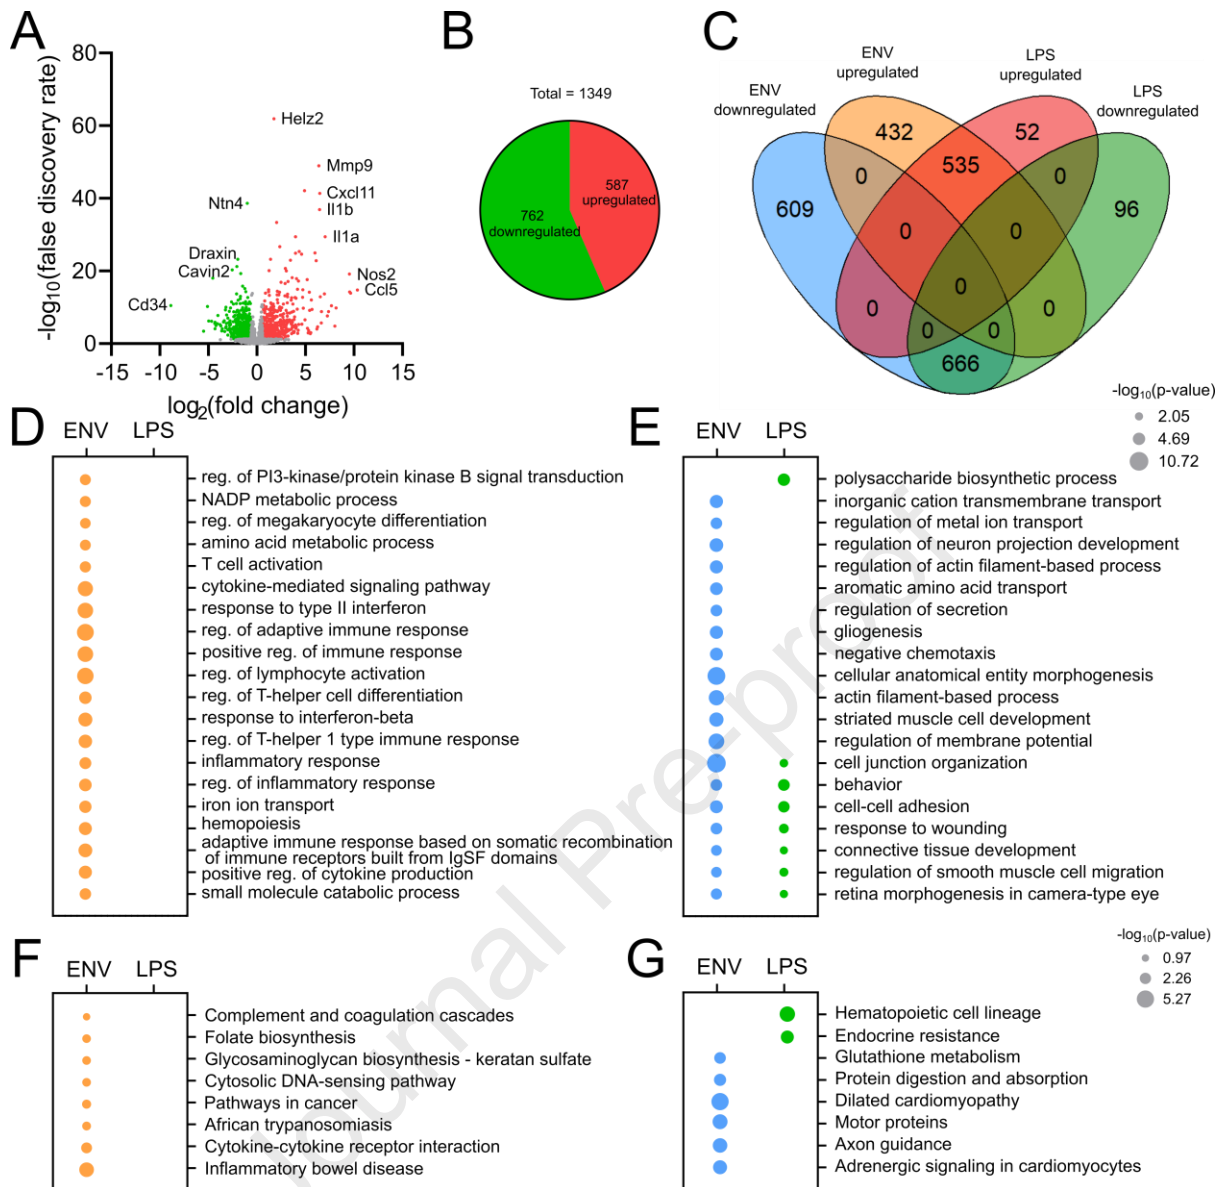 A
80
60
40
20
0
-log10(false discovery rate)
Helz2
Mmp9
Cxcl11
Il1b
Il1a
Nos2
Ccl5
Ntn4
Draxin
Cavin2
Cd34
-15 -10 -5 0 5 10 15
log2(fold change)
B
Total = 1349
587
upregulated
762
downregulated
C
ENV
downregulated
ENV
upregulated
LPS
upregulated
LPS
downregulated
432
52
609
0
535
0
96
0
0
0
0
0
0
0
666
-log10(p-value)
2.05
4.69
10.72
D
ENV LPS
reg. of PI3-kinase/protein kinase B signal transduction
NADP metabolic process
reg. of megakaryocyte differentiation
amino acid metabolic process
T cell activation
cytokine-mediated signaling pathway
response to type II interferon
reg. of adaptive immune response
positive reg. of immune response
reg. of lymphocyte activation
reg. of T-helper cell differentiation
response to interferon-beta
reg. of T-helper 1 type immune response
inflammatory response
reg. of inflammatory response
iron ion transport
hemopoiesis
adaptive immune response based on somatic recombination
of immune receptors built from IgSF domains
positive reg. of cytokine production
small molecule catabolic process
E
ENV LPS
polysaccharide biosynthetic process
inorganic cation transmembrane transport
regulation of metal ion transport
regulation of neuron projection development
regulation of actin filament-based process
aromatic amino acid transport
regulation of secretion
gliogenesis
negative chemotaxis
cellular anatomical entity morphogenesis
actin filament-based process
striated muscle cell development
regulation of membrane potential
cell junction organization
behavior
cell-cell adhesion
response to wounding
connective tissue development
regulation of smooth muscle cell migration
retina morphogenesis in camera-type eye
F
ENV LPS
Complement and coagulation cascades
Folate biosynthesis
Glycosaminoglycan biosynthesis - keratan sulfate
Cytosolic DNA-sensing pathway
Pathways in cancer
African trypanosomiasis
Cytokine-cytokine receptor interaction
Inflammatory bowel disease
G
ENV LPS
-log10(p-value)
0.97
2.26
5.27
Hematopoietic cell lineage
Endocrine resistance
Glutathione metabolism
Protein digestion and absorption
Dilated cardiomyopathy
Motor proteins
Axon guidance
Adrenergic signaling in cardiomyocytes
Journal Pre-proof